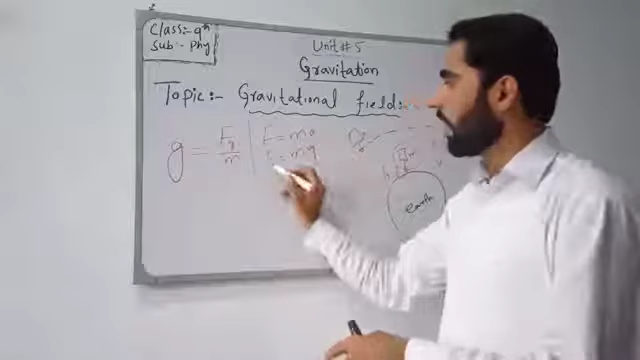 Class:- 9th
Sub:- Phy
Unit # 5
Gravitation
Topic:- Gravitational field:-
g = Fg/m
F = ma
= mg
earth